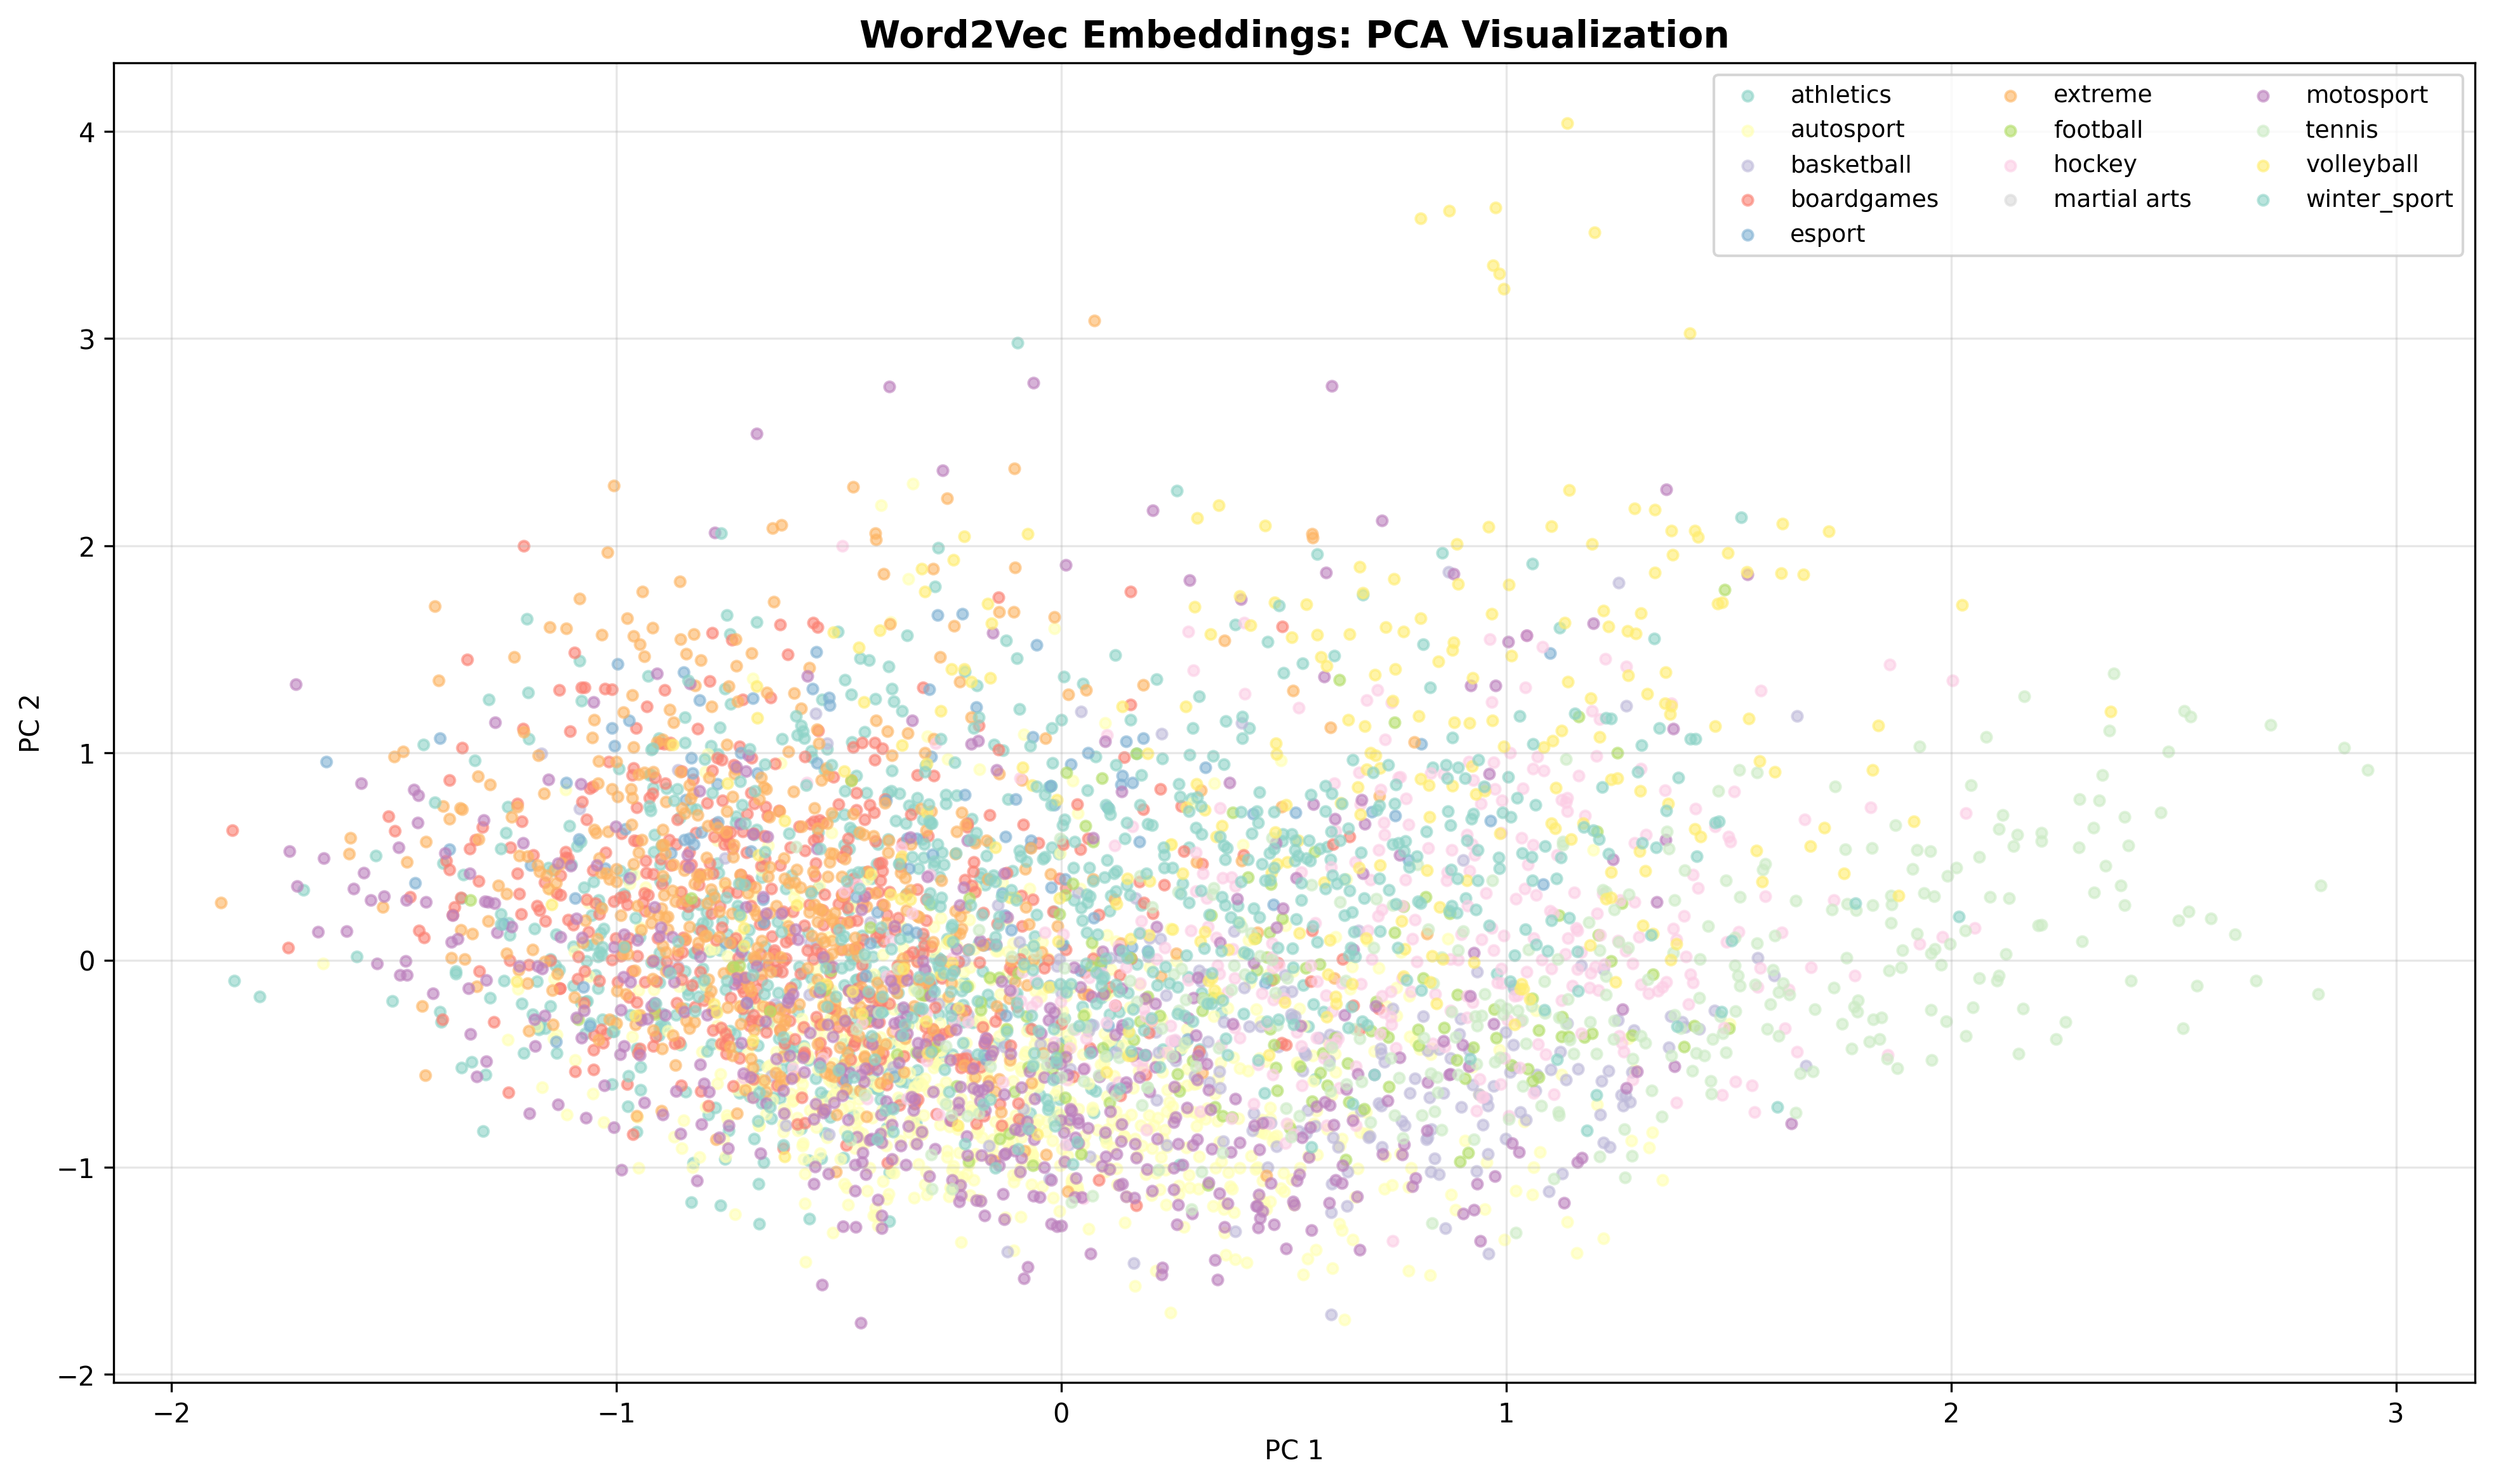 Word2Vec Embeddings: PCA Visualization
athletics
autosport
basketball
boardgames
esport
extreme
football
hockey
martial arts
motosport
tennis
volleyball
winter_sport
4
3
2
1
0
−1
−2
PC 2
−2
−1
0
1
2
3
PC 1